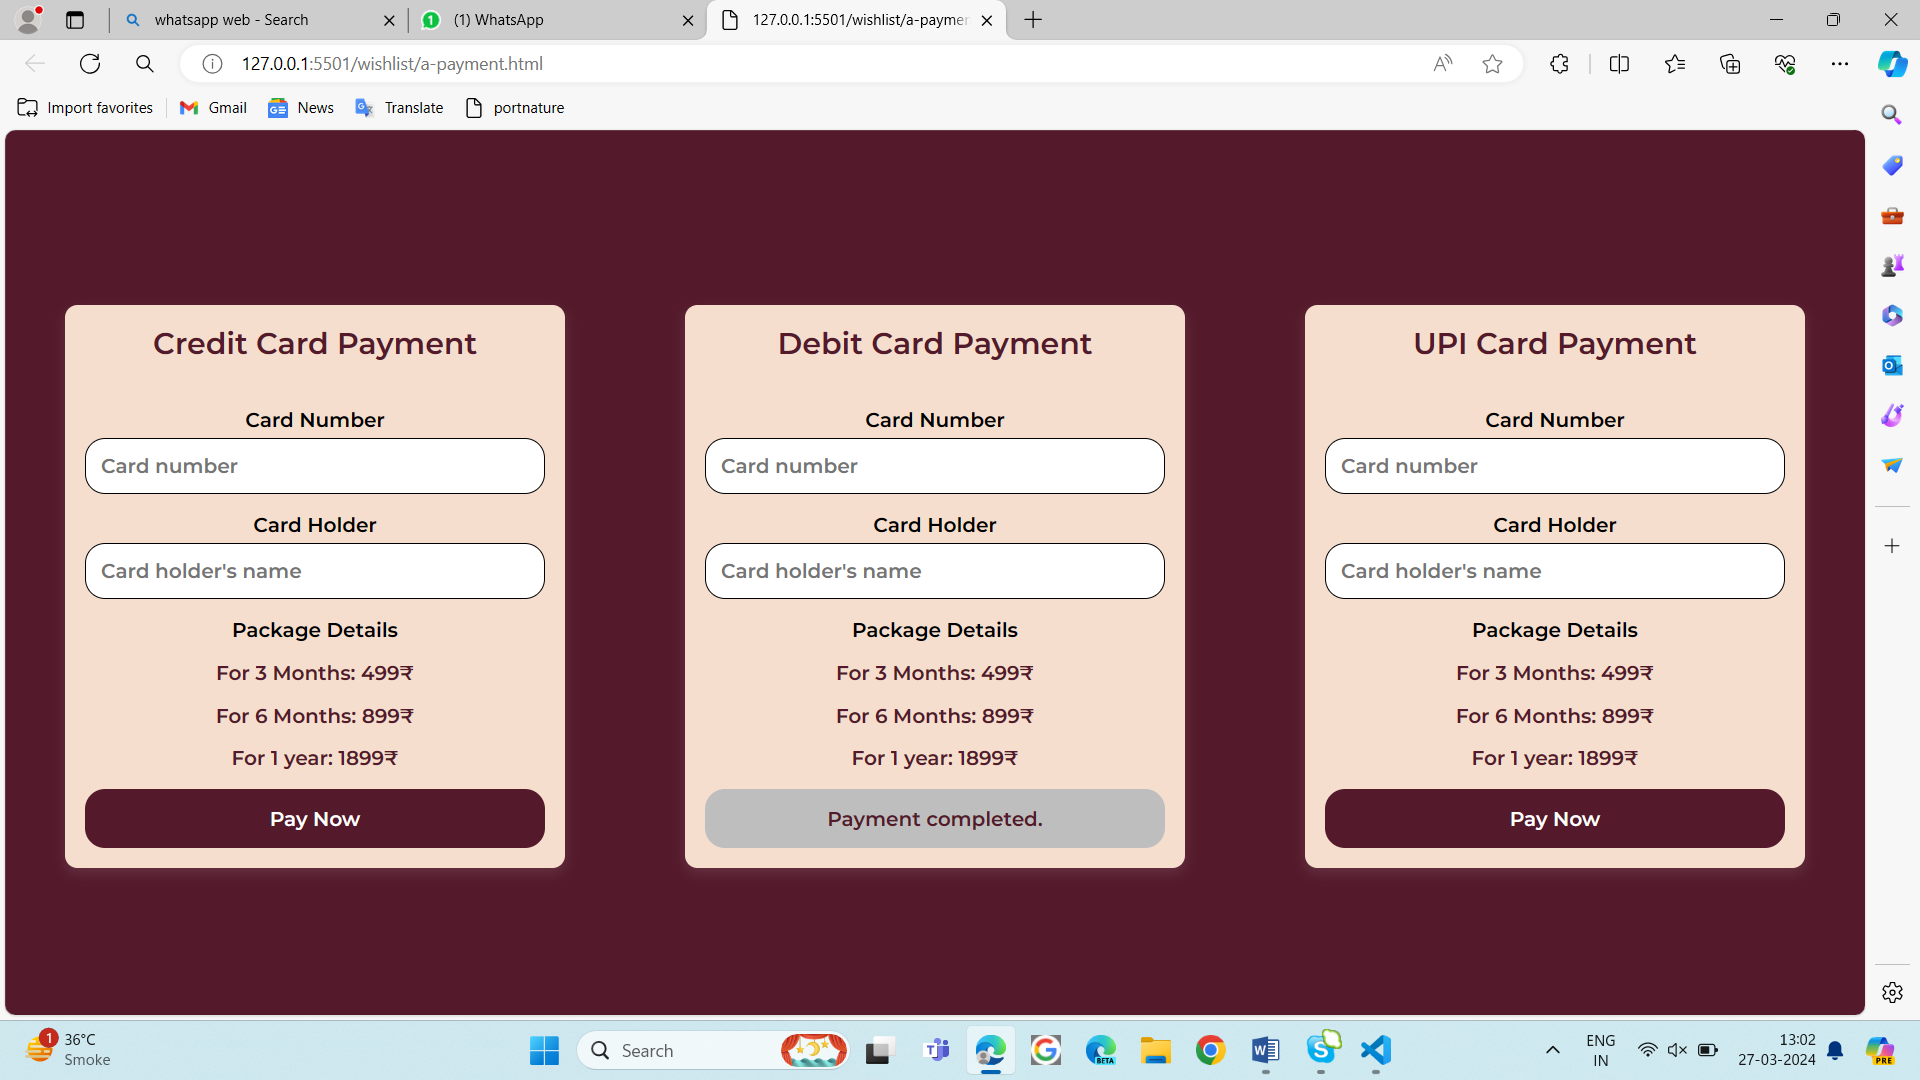 whatsapp web - Search
(1) WhatsApp
127.0.0.1:5501/wishlist/a-paymer
127.0.0.1:5501/wishlist/a-payment.html
Import favorites
Gmail
News
Translate
portnature
Credit Card Payment
Card Number
Card number
Card Holder
Card holder's name
Package Details
For 3 Months: 499₹
For 6 Months: 899₹
For 1 year: 1899₹
Pay Now
Debit Card Payment
Card Number
Card number
Card Holder
Card holder's name
Package Details
For 3 Months: 499₹
For 6 Months: 899₹
For 1 year: 1899₹
Payment completed.
UPI Card Payment
Card Number
Card number
Card Holder
Card holder's name
Package Details
For 3 Months: 499₹
For 6 Months: 899₹
For 1 year: 1899₹
Pay Now
1
36°C
Smoke
Search
BETA
ENG
IN
13:02
27-03-2024
PRE